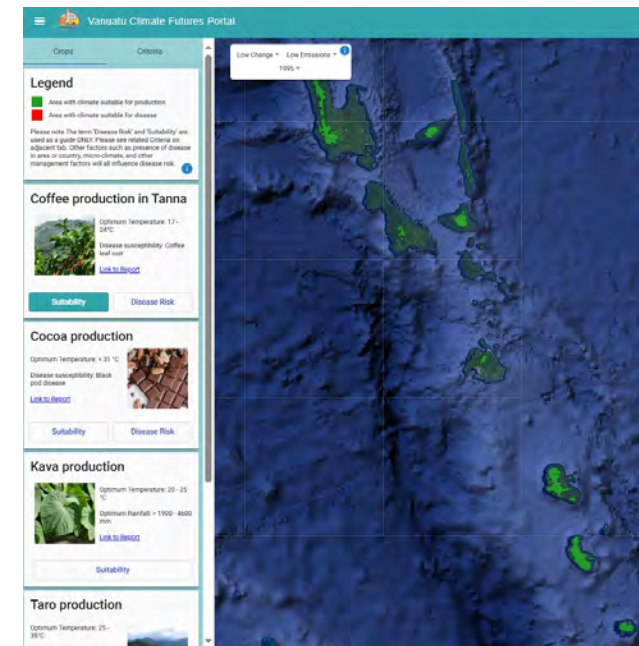 Vanuatu Climate Futures Portal
Crops
Criteria
Legend
Area with climate suitable for production
Area with climate suitable for disease
Please note The term 'Disease Risk' and 'Suitability' are
used as a guide ONLY. Please see related Criteria on
adjacent tab. Other factors such as presence of disease
in area or country, micro-climate, and other
management factors will all influence disease risk.
Coffee production in Tanna
Optimum Temperature: 17 -
24°C
Disease susceptibility: Coffee
leaf rust
Link to Report
Suitability
Disease Risk
Cocoa production
Optimum Temperature: < 31 °C
Disease susceptibility: Black
pod disease
Link to Report
Suitability
Disease Risk
Kava production
Optimum Temperature: 20 - 25
°C
Optimum Rainfall: > 1900 - 4600
mm
Link to Report
Suitability
Taro production
Optimum Temperature: 25 -
35°C
Low Change
Low Emissions
1995